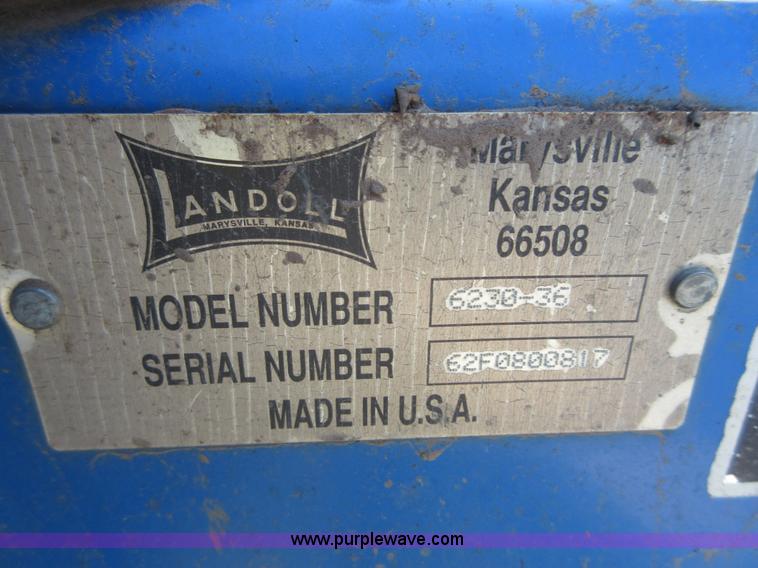 LANDOLL
MARYSVILLE, KANSAS
Marysville
Kansas
66508
MODEL NUMBER 6230-36
SERIAL NUMBER 62F0800817
MADE IN U.S.A.
www.purplewave.com